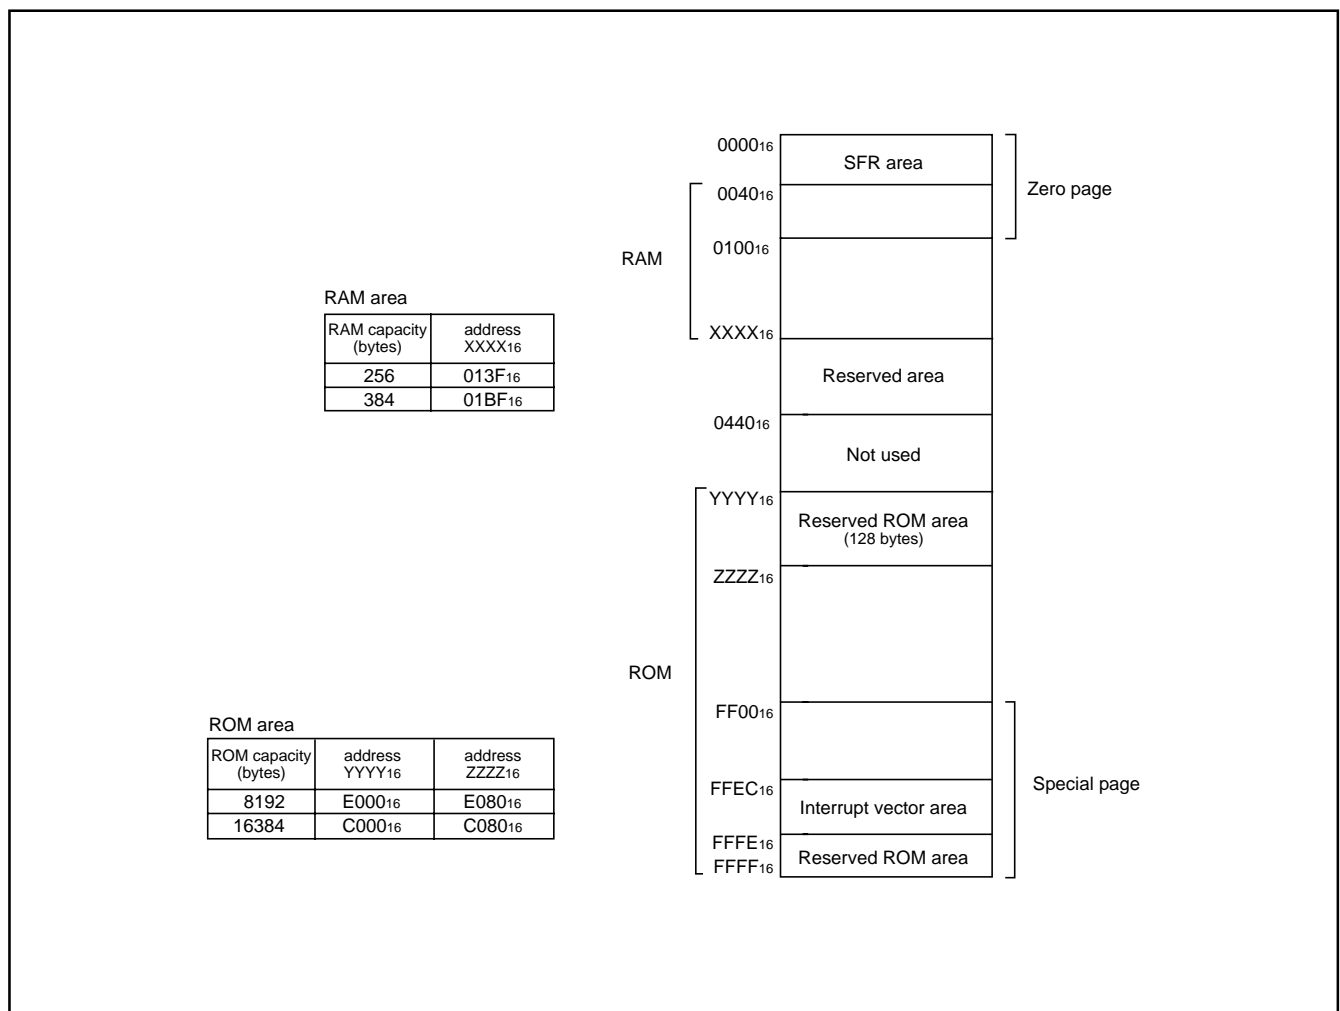 0000₁₆
SFR area
Zero page
0040₁₆
0100₁₆
RAM
XXXX₁₆
Reserved area
0440₁₆
Not used
YYYY₁₆
Reserved ROM area
(128 bytes)
ZZZZ₁₆
ROM
FF00₁₆
FFEC₁₆
Interrupt vector area
Special page
FFFE₁₆
Reserved ROM area
FFFF₁₆
RAM area
RAM capacity (bytes) address XXXX₁₆
256 013F₁₆
384 01BF₁₆
ROM area
ROM capacity (bytes) address YYYY₁₆ address ZZZZ₁₆
8192 E000₁₆ E080₁₆
16384 C000₁₆ C080₁₆